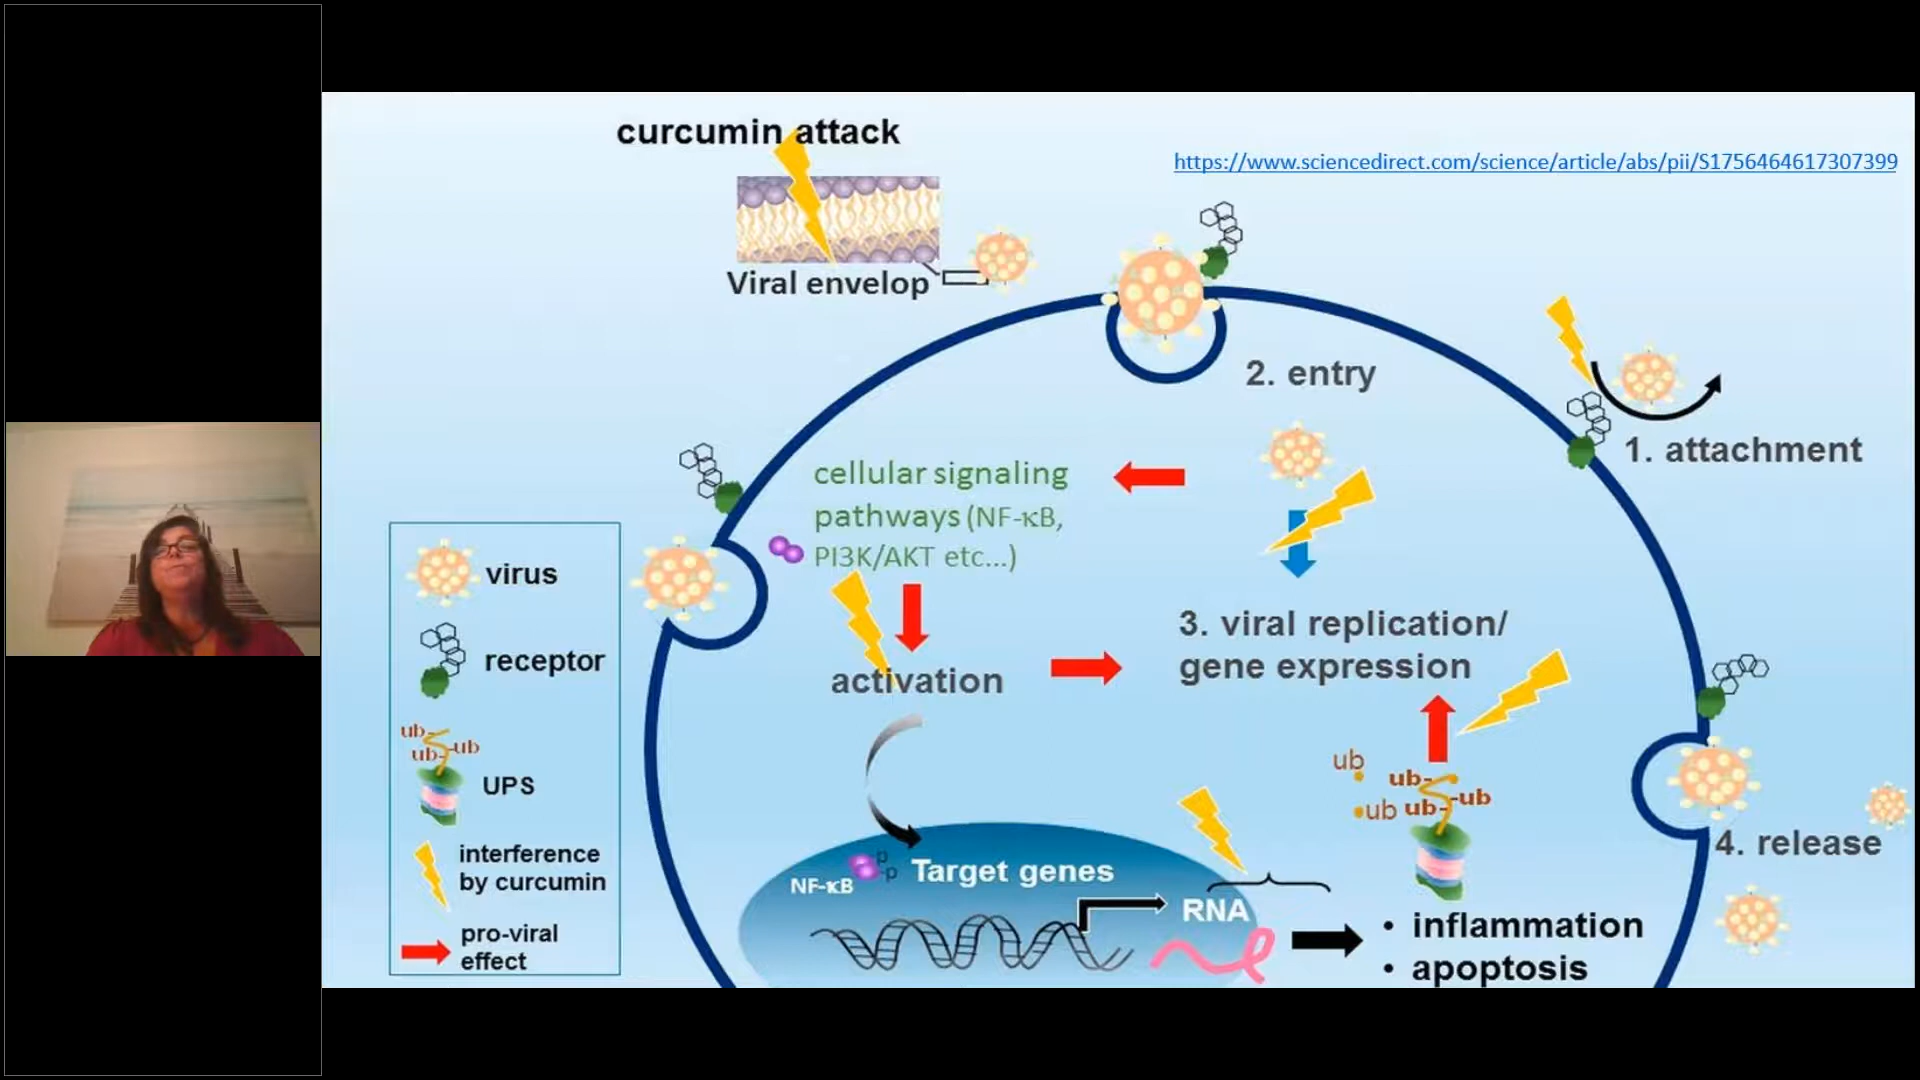 curcumin attack
https://www.sciencedirect.com/science/article/abs/pii/S1756464617307399
Viral envelop
2. entry
1. attachment
cellular signaling
pathways (NF-κB,
PI3K/AKT etc...)
activation
3. viral replication/
gene expression
virus
receptor
ub
ub
ub
UPS
interference
by curcumin
pro-viral
effect
ub
ub
ub
ub
ub
4. release
NF-κB
p
p
Target genes
RNA
• inflammation
• apoptosis